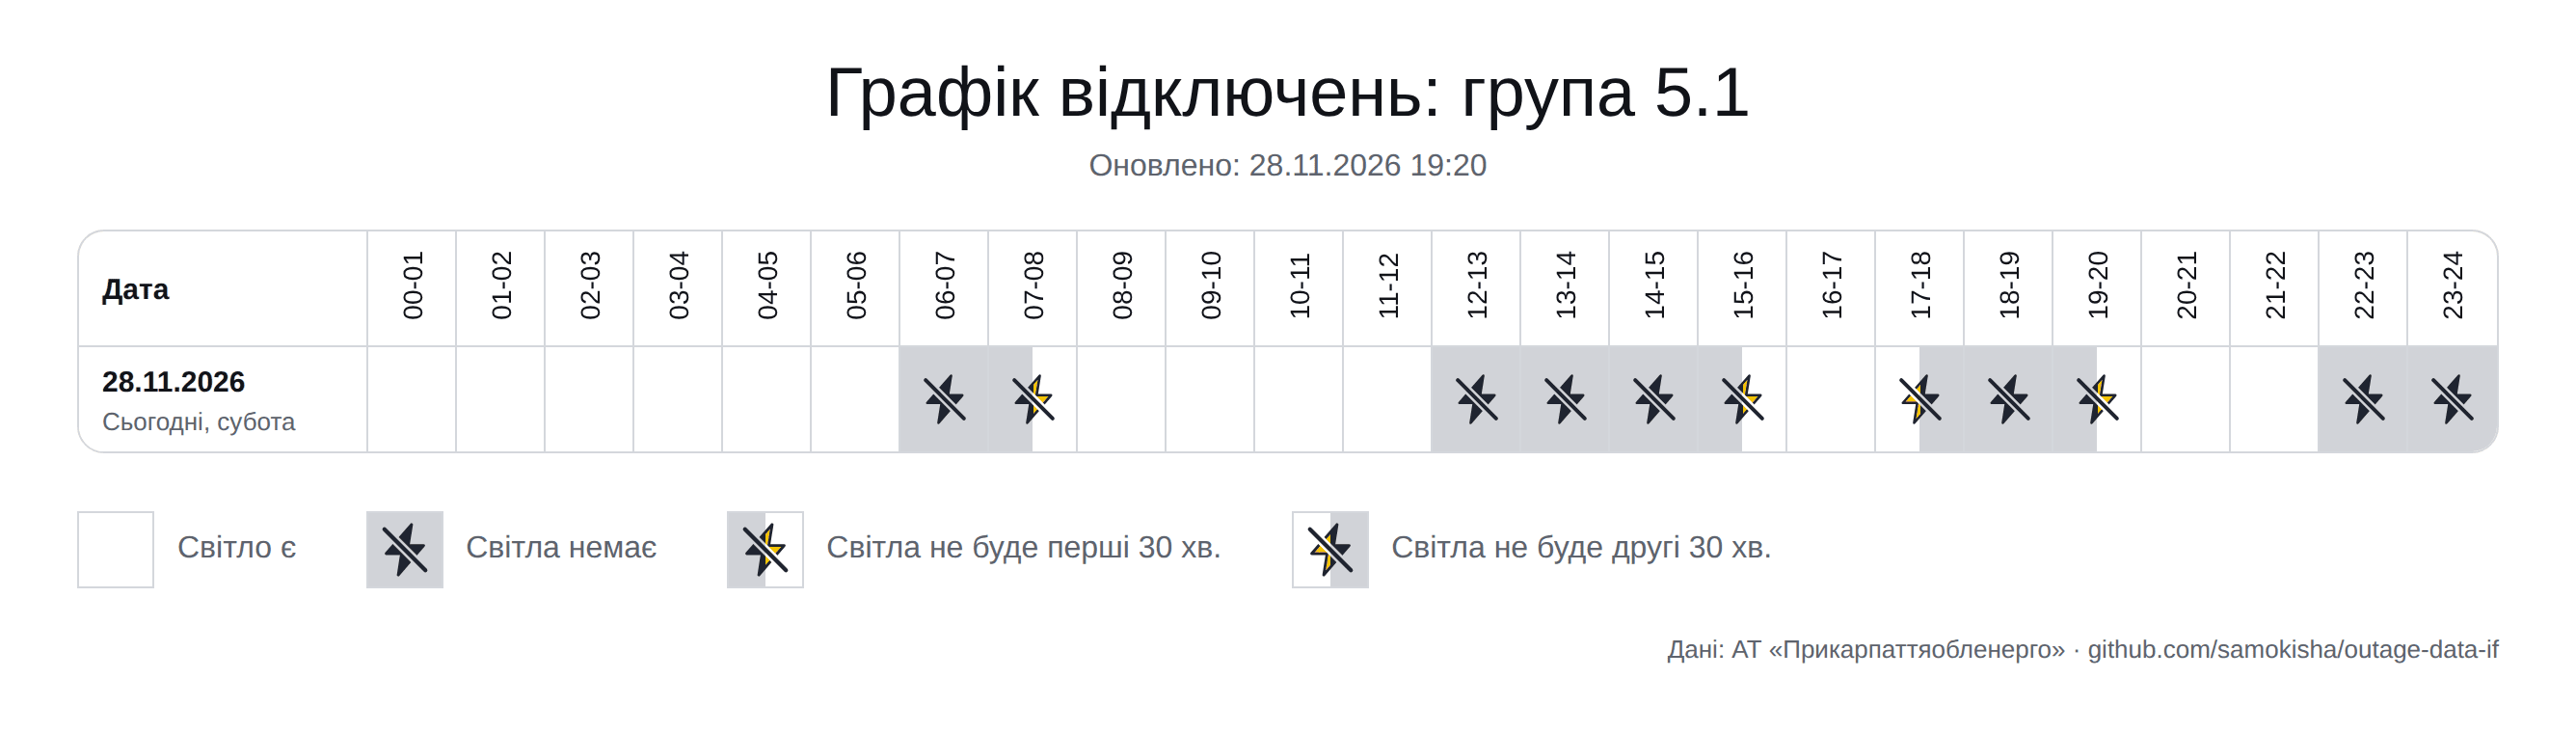 Графік відключень: група 5.1
Оновлено: 28.11.2026 19:20
Дата 00-01 01-02 02-03 03-04 04-05 05-06 06-07 07-08 08-09 09-10 10-11 11-12 12-13 13-14 14-15 15-16 16-17 17-18 18-19 19-20 20-21 21-22 22-23 23-24
28.11.2026
Сьогодні, субота
Світло є Світла немає Світла не буде перші 30 хв. Світла не буде другі 30 хв.
Дані: АТ «Прикарпаттяобленерго» · github.com/samokisha/outage-data-if